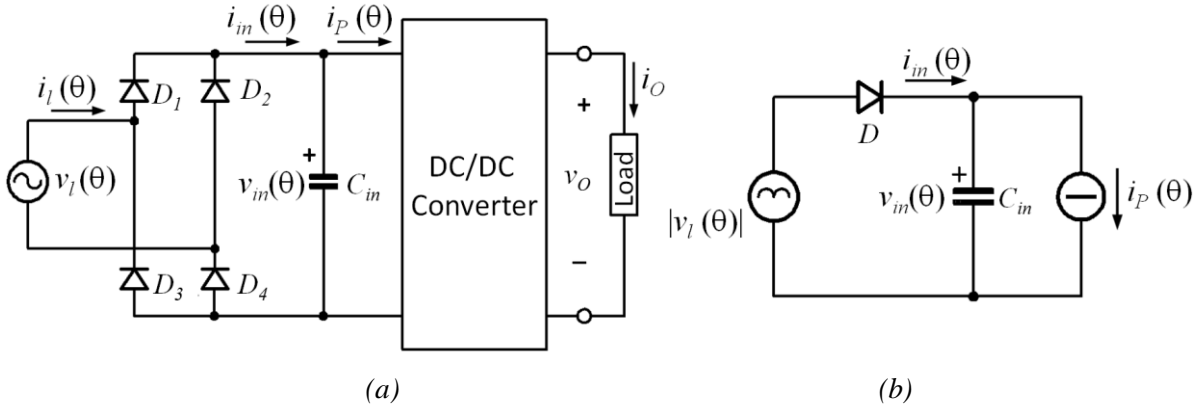 i_in(θ) i_P(θ)
i_l(θ)
D_1 D_2
v_l(θ)
+
v_in(θ) C_in
D_3 D_4
DC/DC
Converter
+
v_O
−
i_O
Load
(a)
i_in(θ)
D
|v_l(θ)|
+
v_in(θ) C_in
i_P(θ)
(b)